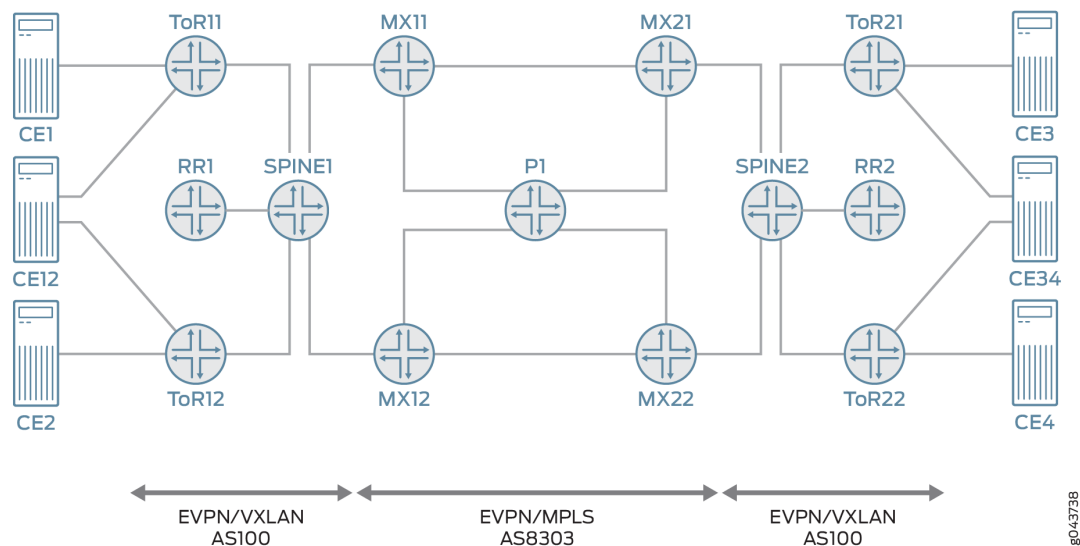 ToR11
MX11
MX21
ToR21
CE1
CE3
RR1
SPINE1
P1
SPINE2
RR2
CE12
CE34
ToR12
MX12
MX22
ToR22
CE2
CE4
EVPN/VXLAN
AS100
EVPN/MPLS
AS8303
EVPN/VXLAN
AS100
g043738